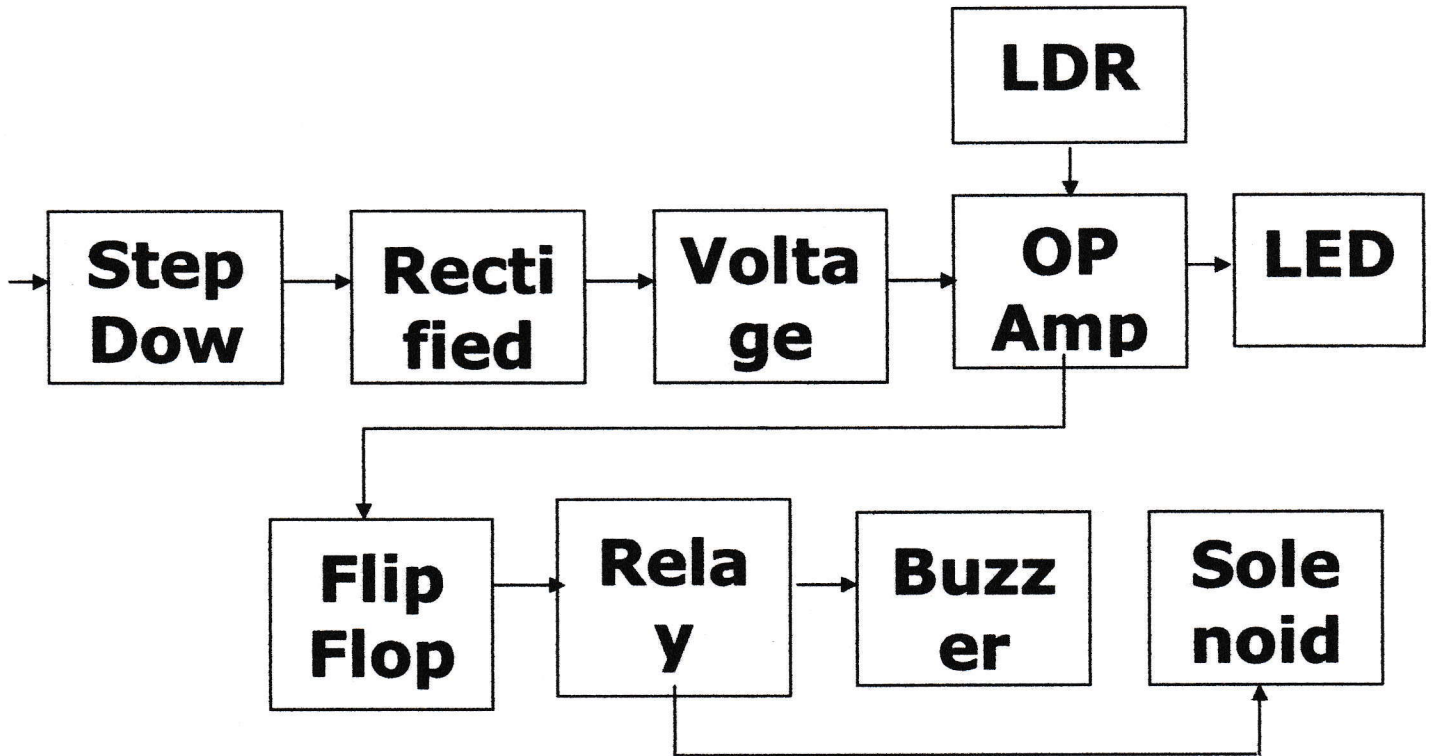 LDR
Step
Dow
Recti
fied
Volta
ge
OP
Amp
LED
Flip
Flop
Rela
y
Buzz
er
Sole
noid